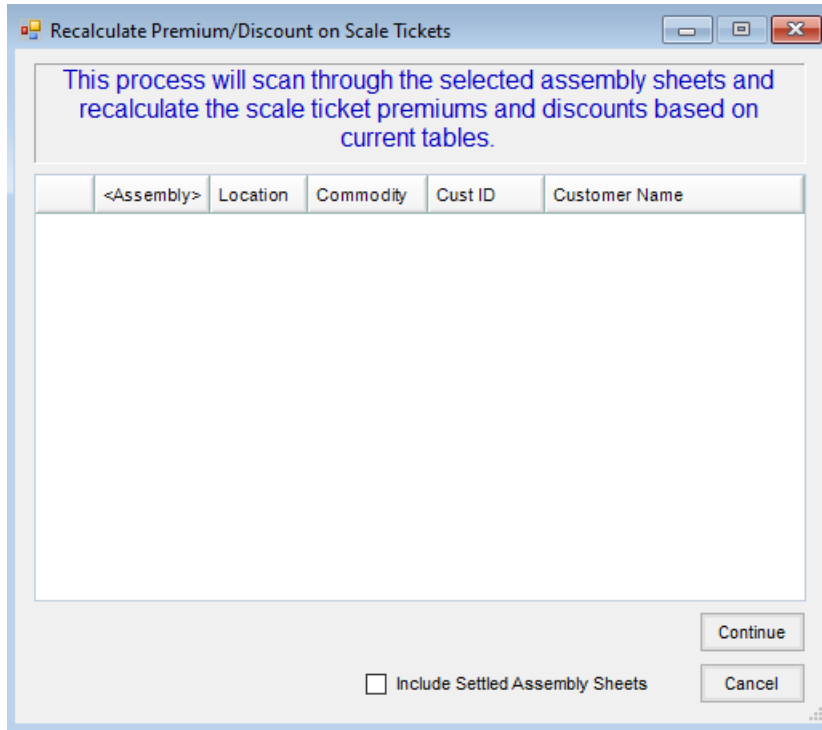 Recalculate Premium/Discount on Scale Tickets
This process will scan through the selected assembly sheets and
recalculate the scale ticket premiums and discounts based on
current tables.
<Assembly> Location Commodity Cust ID Customer Name
Continue
Include Settled Assembly Sheets Cancel